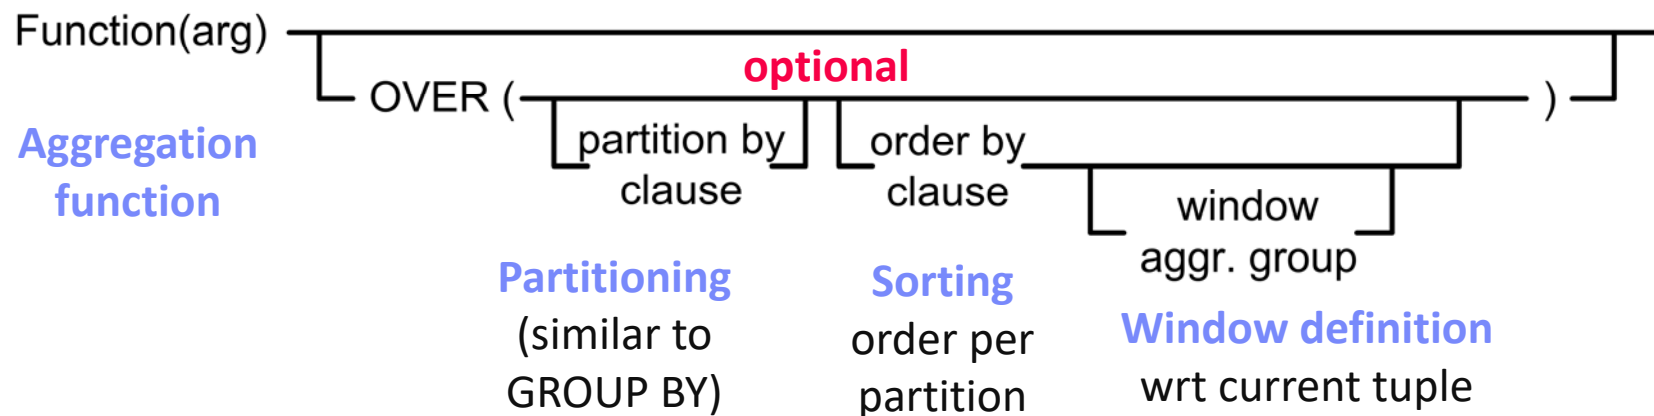 Function(arg)
optional
OVER ( )
partition by
clause
order by
clause
window
aggr. group
Aggregation
function
Partitioning
(similar to
GROUP BY)
Sorting
order per
partition
Window definition
wrt current tuple